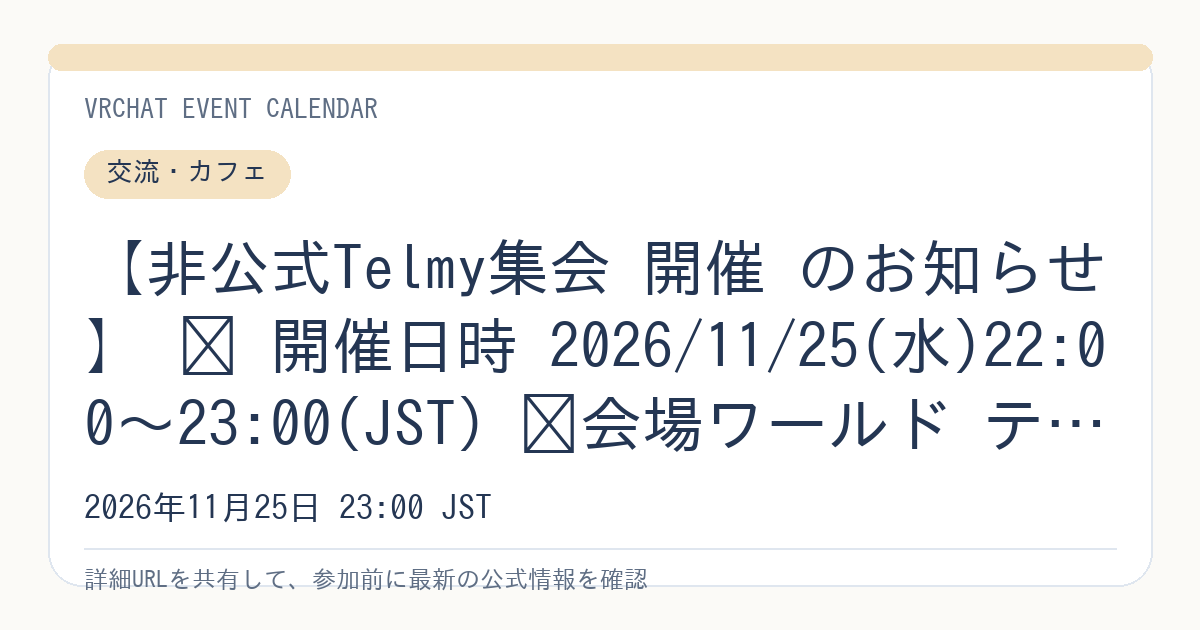 VRCHAT EVENT CALENDAR
交流・カフェ
【非公式Telmy集会 開催 のお知らせ
】 開催日時 2026/11/25(水)22:0
0～23:00(JST) 会場ワールド テ…
2026年11月25日 23:00 JST
詳細URLを共有して、参加前に最新の公式情報を確認